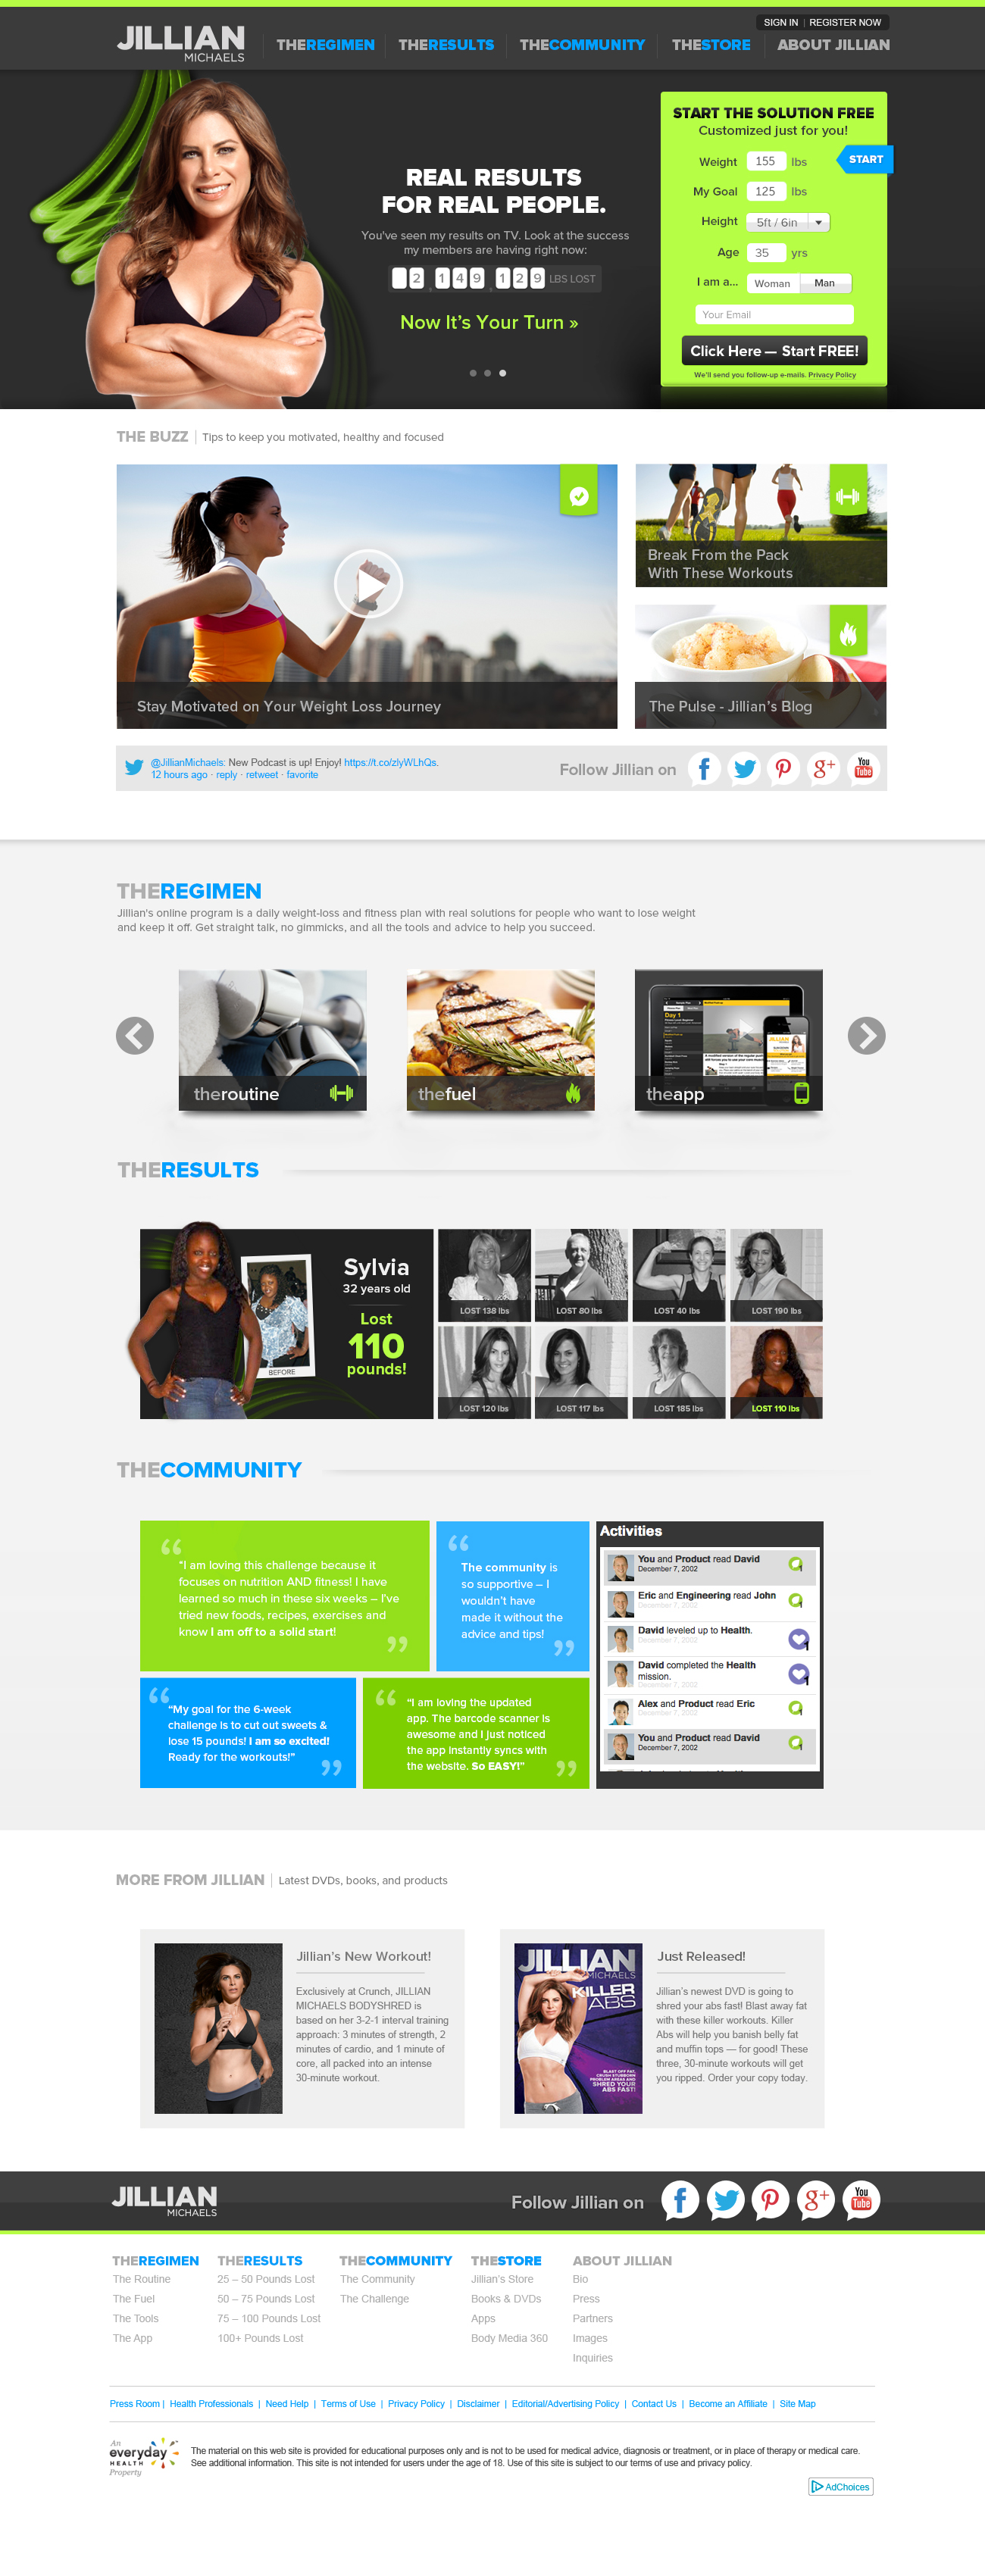 SIGN IN | REGISTER NOW
JILLIAN
MICHAELS
THEREGIMEN
THERESULTS
THECOMMUNITY
THESTORE
ABOUT JILLIAN
REAL RESULTS
FOR REAL PEOPLE.
You've seen my results on TV. Look at the success
my members are having right now:
2,149,129 LBS LOST
Now It's Your Turn »
START THE SOLUTION FREE
Customized just for you!
Weight 155 lbs
START
My Goal 125 lbs
Height 5ft / 6in
Age 35 yrs
I am a... Woman Man
Your Email
Click Here — Start FREE!
We'll send you follow-up e-mails. Privacy Policy
THE BUZZ | Tips to keep you motivated, healthy and focused
Stay Motivated on Your Weight Loss Journey
Break From the Pack
With These Workouts
The Pulse - Jillian's Blog
@JillianMichaels: New Podcast is up! Enjoy! https://t.co/zlyWLhQs.
12 hours ago · reply · retweet · favorite
Follow Jillian on
f
g+
You
Tube
THEREGIMEN
Jillian's online program is a daily weight-loss and fitness plan with real solutions for people who want to lose weight
and keep it off. Get straight talk, no gimmicks, and all the tools and advice to help you succeed.
theroutine
thefuel
Day 1
theapp
THERESULTS
BEFORE
Sylvia
32 years old
Lost
110
pounds!
LOST 138 lbs
LOST 80 lbs
LOST 40 lbs
LOST 190 lbs
LOST 120 lbs
LOST 117 lbs
LOST 185 lbs
LOST 110 lbs
THECOMMUNITY
"I am loving this challenge because it
focuses on nutrition AND fitness! I have
learned so much in these six weeks – I've
tried new foods, recipes, exercises and
know I am off to a solid start!
The community is
so supportive – I
wouldn't have
made it without the
advice and tips!
"My goal for the 6-week
challenge is to cut out sweets &
lose 15 pounds! I am so excited!
Ready for the workouts!"
"I am loving the updated
app. The barcode scanner is
awesome and I just noticed
the app instantly syncs with
the website. So EASY!"
Activities
You and Product read David
December 7, 2002
1
Eric and Engineering read John
December 7, 2002
1
David leveled up to Health.
December 7, 2002
1
David completed the Health
mission.
December 7, 2002
1
Alex and Product read Eric
December 7, 2002
1
You and Product read David
December 7, 2002
1
MORE FROM JILLIAN | Latest DVDs, books, and products
Jillian's New Workout!
Exclusively at Crunch, JILLIAN
MICHAELS BODYSHRED is
based on her 3-2-1 interval training
approach: 3 minutes of strength, 2
minutes of cardio, and 1 minute of
core, all packed into an intense
30-minute workout.
JILLIAN
MICHAELS
KILLER
ABS
BLAST OFF FAT,
CRUSH STUBBORN
PROBLEM AREAS AND
SHRED YOUR
ABS FAST!
Just Released!
Jillian's newest DVD is going to
shred your abs fast! Blast away fat
with these killer workouts. Killer
Abs will help you banish belly fat
and muffin tops — for good! These
three, 30-minute workouts will get
you ripped. Order your copy today.
JILLIAN
MICHAELS
Follow Jillian on
f
g+
You
Tube
THEREGIMEN
The Routine
The Fuel
The Tools
The App
THERESULTS
25 – 50 Pounds Lost
50 – 75 Pounds Lost
75 – 100 Pounds Lost
100+ Pounds Lost
THECOMMUNITY
The Community
The Challenge
THESTORE
Jillian's Store
Books & DVDs
Apps
Body Media 360
ABOUT JILLIAN
Bio
Press
Partners
Images
Inquiries
Press Room | Health Professionals | Need Help | Terms of Use | Privacy Policy | Disclaimer | Editorial/Advertising Policy | Contact Us | Become an Affiliate | Site Map
An
everyday
HEALTH
Property
The material on this web site is provided for educational purposes only and is not to be used for medical advice, diagnosis or treatment, or in place of therapy or medical care.
See additional information. This site is not intended for users under the age of 18. Use of this site is subject to our terms of use and privacy policy.
AdChoices